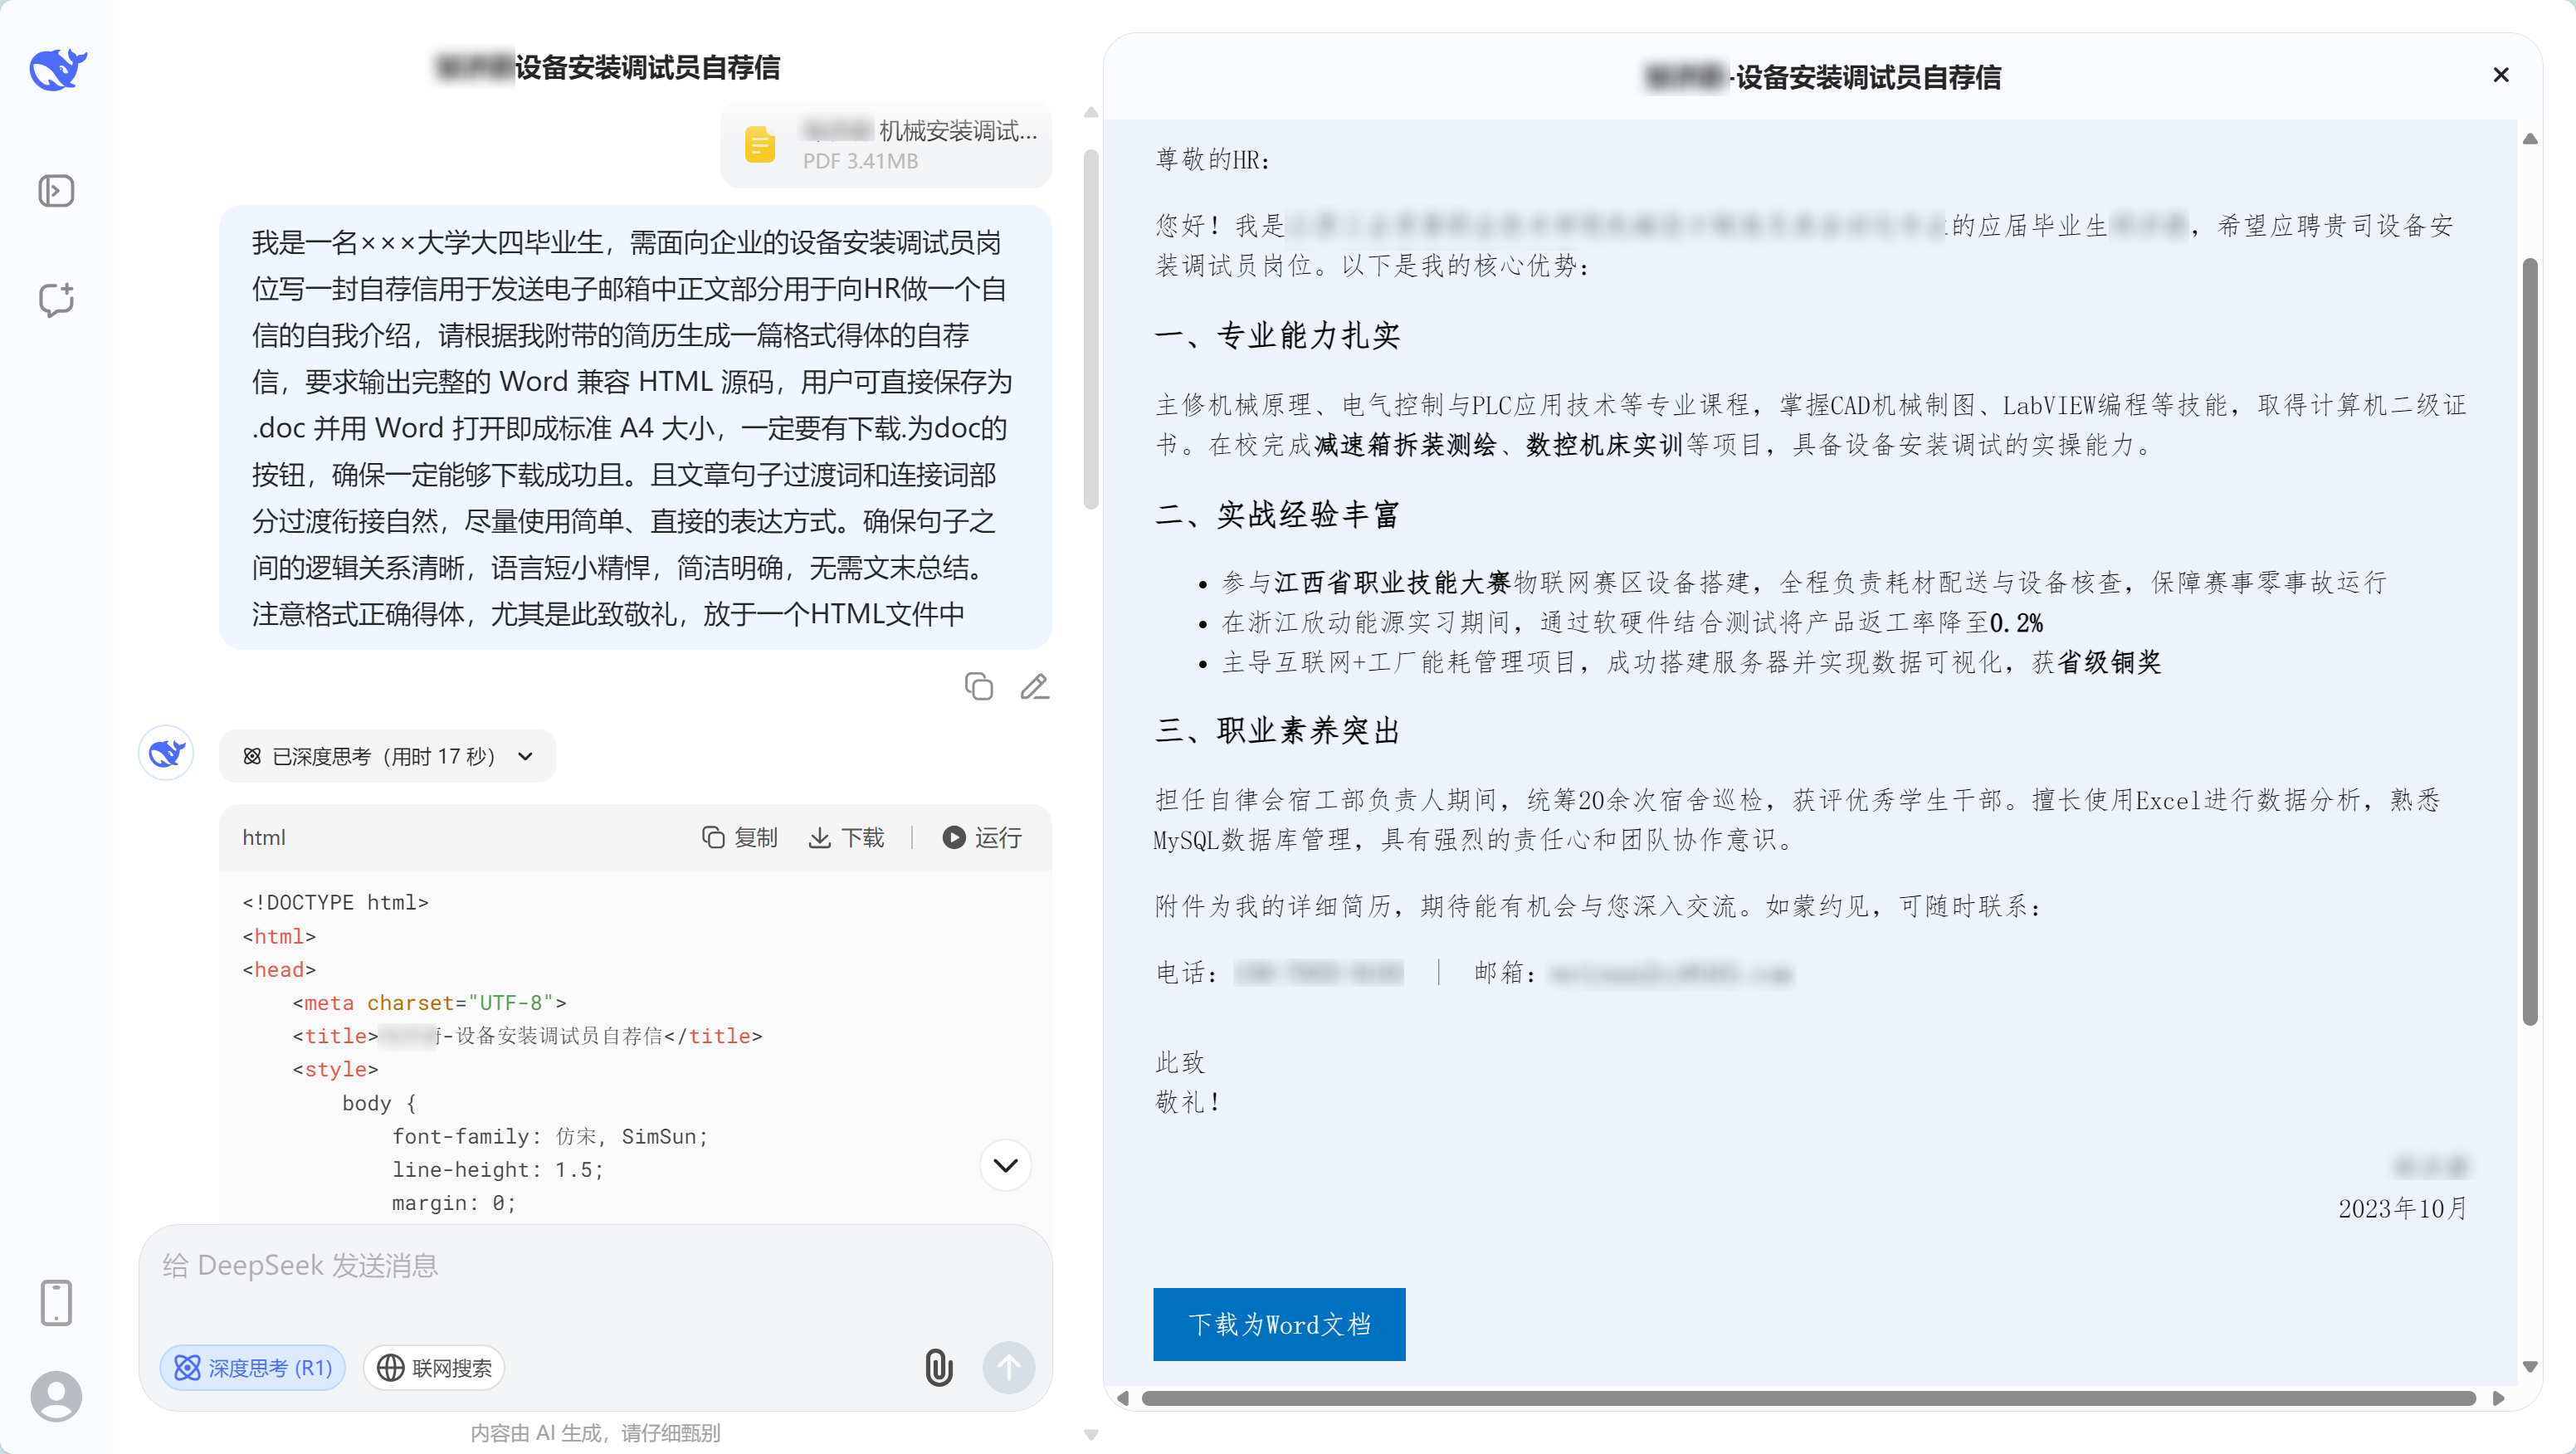 设备安装调试员自荐信
机械安装调试...
PDF 3.41MB
我是一名×××大学大四毕业生，需面向企业的设备安装调试员岗
位写一封自荐信用于发送电子邮箱中正文部分用于向HR做一个自
信的自我介绍，请根据我附带的简历生成一篇格式得体的自荐
信，要求输出完整的 Word 兼容 HTML 源码，用户可直接保存为
.doc 并用 Word 打开即成标准 A4 大小，一定要有下载.为doc的
按钮，确保一定能够下载成功且。且文章句子过渡词和连接词部
分过渡衔接自然，尽量使用简单、直接的表达方式。确保句子之
间的逻辑关系清晰，语言短小精悍，简洁明确，无需文末总结。
注意格式正确得体，尤其是此致敬礼，放于一个HTML文件中
已深度思考（用时 17 秒）
html 复制 下载 运行
<!DOCTYPE html>
<html>
<head>
<meta charset="UTF-8">
<title>-设备安装调试员自荐信</title>
<style>
body {
font-family: 仿宋, SimSun;
line-height: 1.5;
margin: 0;
给 DeepSeek 发送消息
深度思考 (R1) 联网搜索
内容由 AI 生成，请仔细甄别
-设备安装调试员自荐信
尊敬的HR：
您好！我是的应届毕业生，希望应聘贵司设备安
装调试员岗位。以下是我的核心优势：
一、专业能力扎实
主修机械原理、电气控制与PLC应用技术等专业课程，掌握CAD机械制图、LabVIEW编程等技能，取得计算机二级证
书。在校完成减速箱拆装测绘、数控机床实训等项目，具备设备安装调试的实操能力。
二、实战经验丰富
• 参与江西省职业技能大赛物联网赛区设备搭建，全程负责耗材配送与设备核查，保障赛事零事故运行
• 在浙江欣动能源实习期间，通过软硬件结合测试将产品返工率降至0.2%
• 主导互联网+工厂能耗管理项目，成功搭建服务器并实现数据可视化，获省级铜奖
三、职业素养突出
担任自律会宿工部负责人期间，统筹20余次宿舍巡检，获评优秀学生干部。擅长使用Excel进行数据分析，熟悉
MySQL数据库管理，具有强烈的责任心和团队协作意识。
附件为我的详细简历，期待能有机会与您深入交流。如蒙约见，可随时联系：
电话： ｜ 邮箱：
此致
敬礼！
2023年10月
下载为Word文档